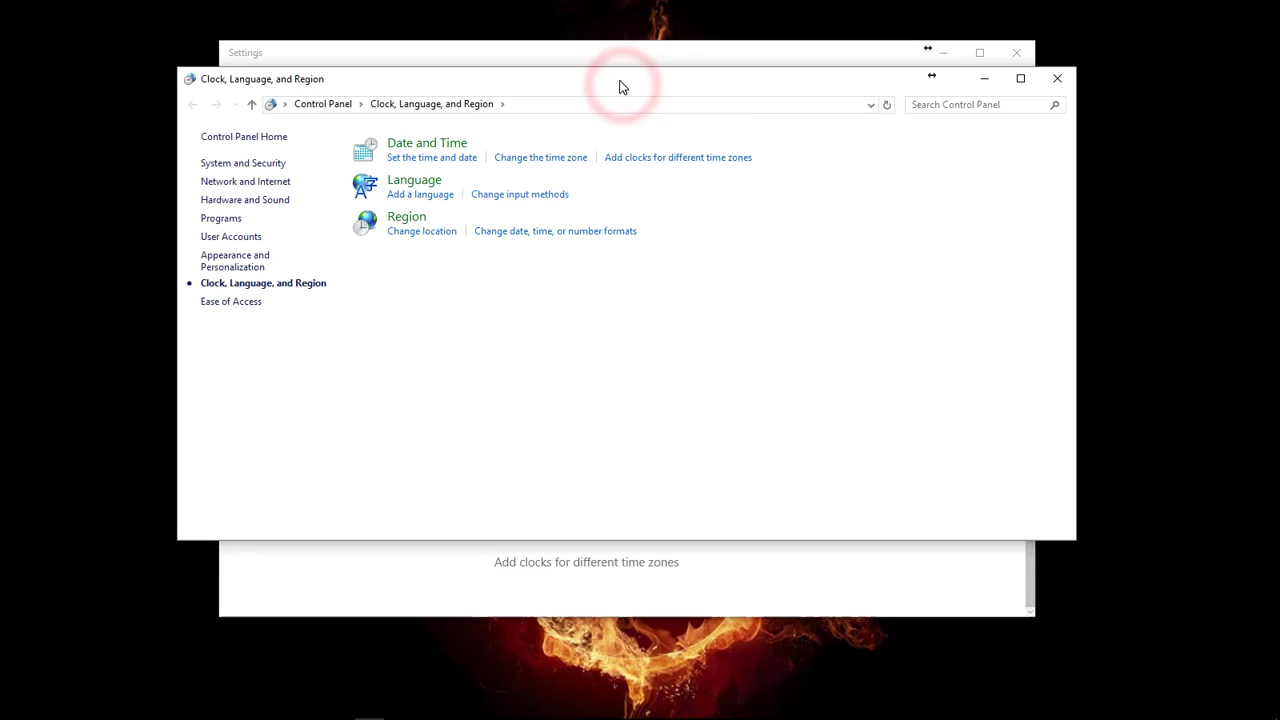 Settings
Clock, Language, and Region
Control Panel Clock, Language, and Region
Search Control Panel
Control Panel Home
System and Security
Network and Internet
Hardware and Sound
Programs
User Accounts
Appearance and
Personalization
Clock, Language, and Region
Ease of Access
Date and Time
Set the time and date Change the time zone Add clocks for different time zones
Language
Add a language Change input methods
Region
Change location Change date, time, or number formats
Add clocks for different time zones